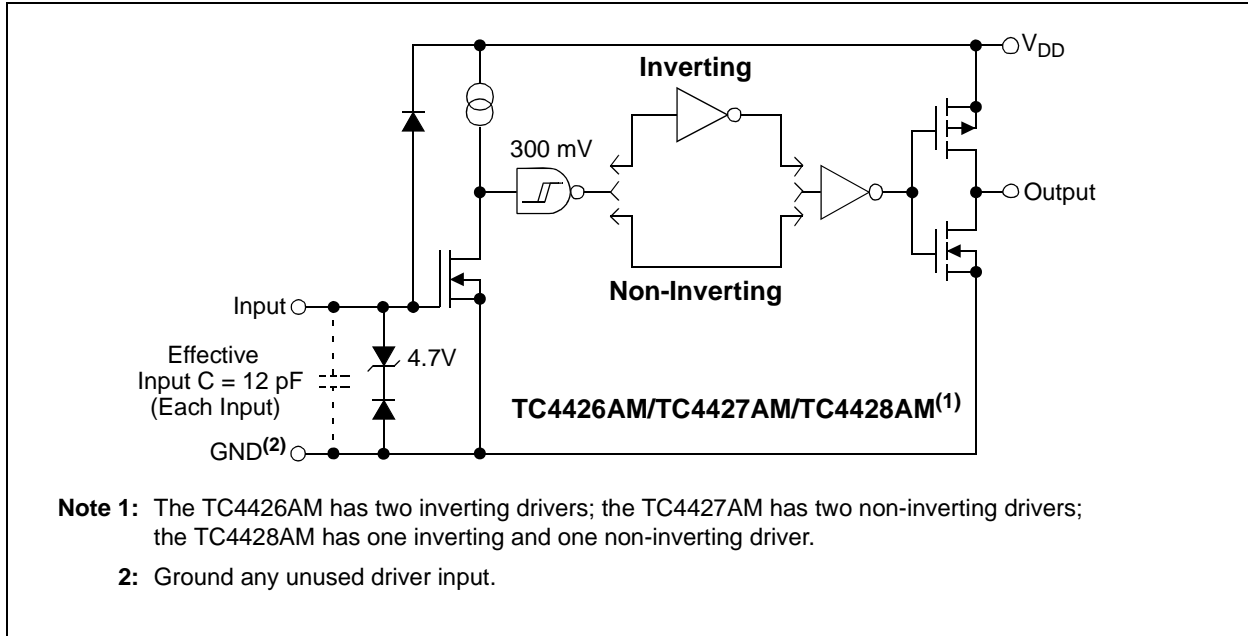 V_DD
Inverting
300 mV
Output
Non-Inverting
Input
4.7V
Effective
Input C = 12 pF
(Each Input)
TC4426AM/TC4427AM/TC4428AM(1)
GND(2)
Note 1: The TC4426AM has two inverting drivers; the TC4427AM has two non-inverting drivers;
the TC4428AM has one inverting and one non-inverting driver.
2: Ground any unused driver input.